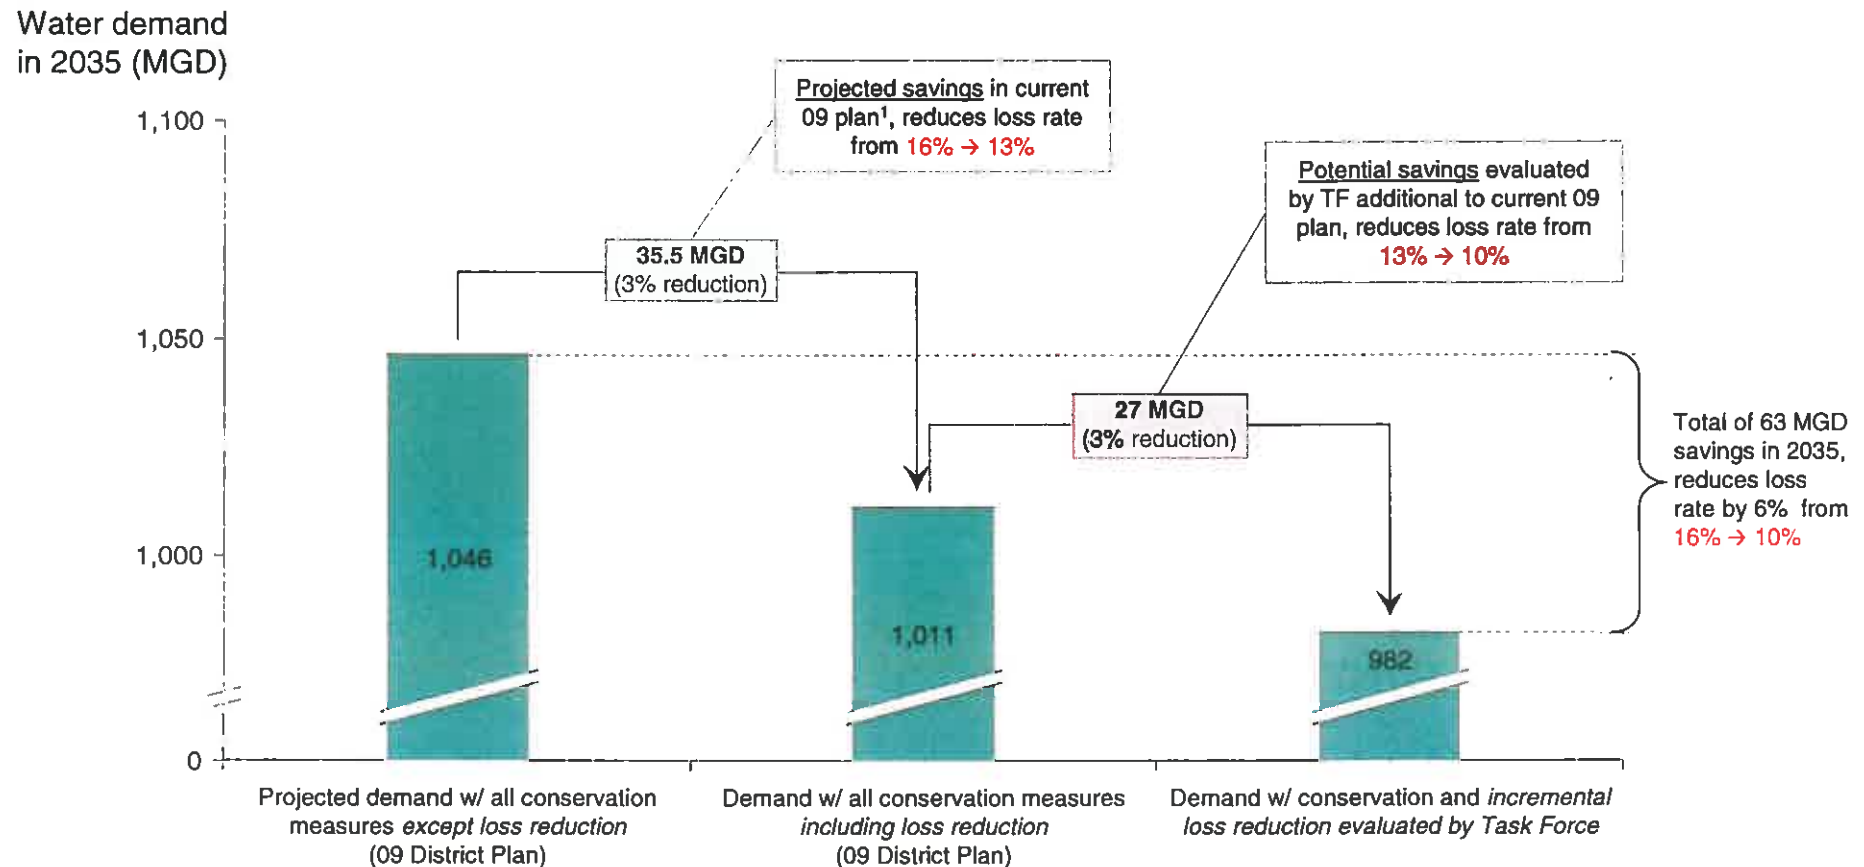 Water demand
in 2035 (MGD)
1,100
1,050
1,000
0
Projected savings in current
09 plan¹, reduces loss rate
from 16% → 13%
Potential savings evaluated
by TF additional to current 09
plan, reduces loss rate from
13% → 10%
35.5 MGD
(3% reduction)
27 MGD
(3% reduction)
1,046
1,011
982
Total of 63 MGD
savings in 2035,
reduces loss
rate by 6% from
16% → 10%
Projected demand w/ all conservation
measures except loss reduction
(09 District Plan)
Demand w/ all conservation measures
including loss reduction
(09 District Plan)
Demand w/ conservation and incremental
loss reduction evaluated by Task Force